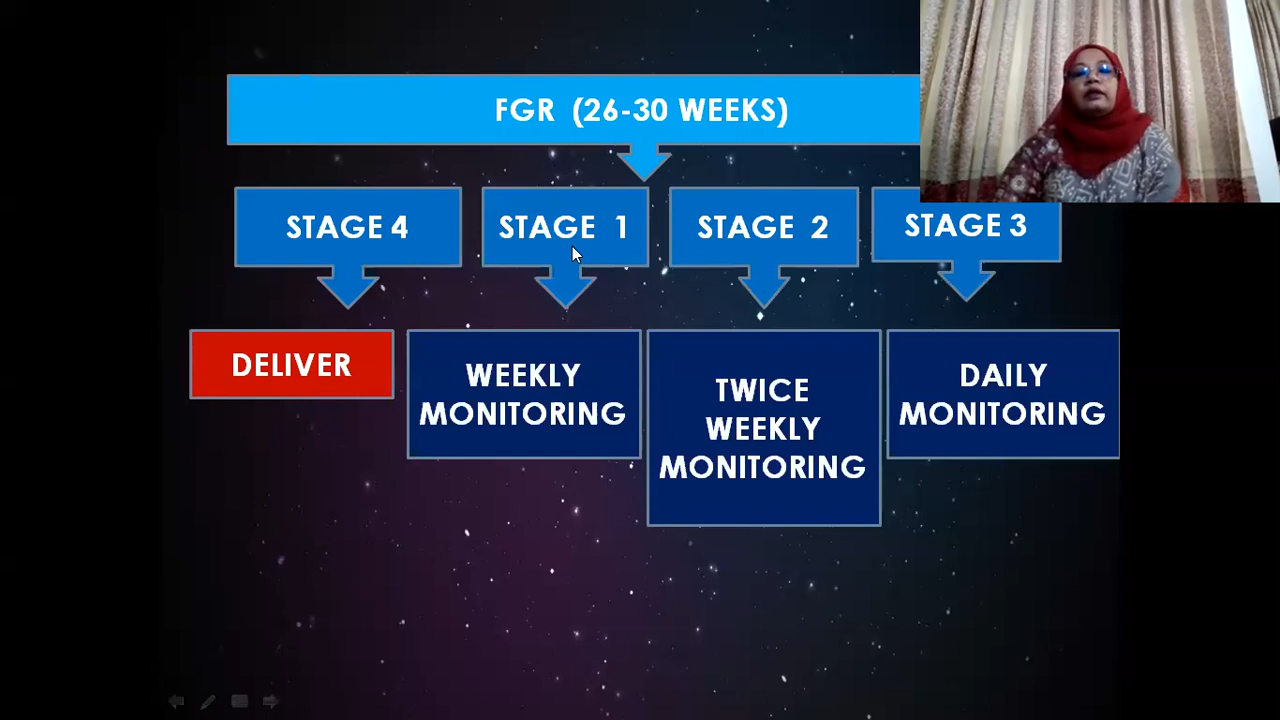 FGR (26-30 WEEKS)
STAGE 4
STAGE 1
STAGE 2
STAGE 3
DELIVER
WEEKLY
MONITORING
TWICE
WEEKLY
MONITORING
DAILY
MONITORING